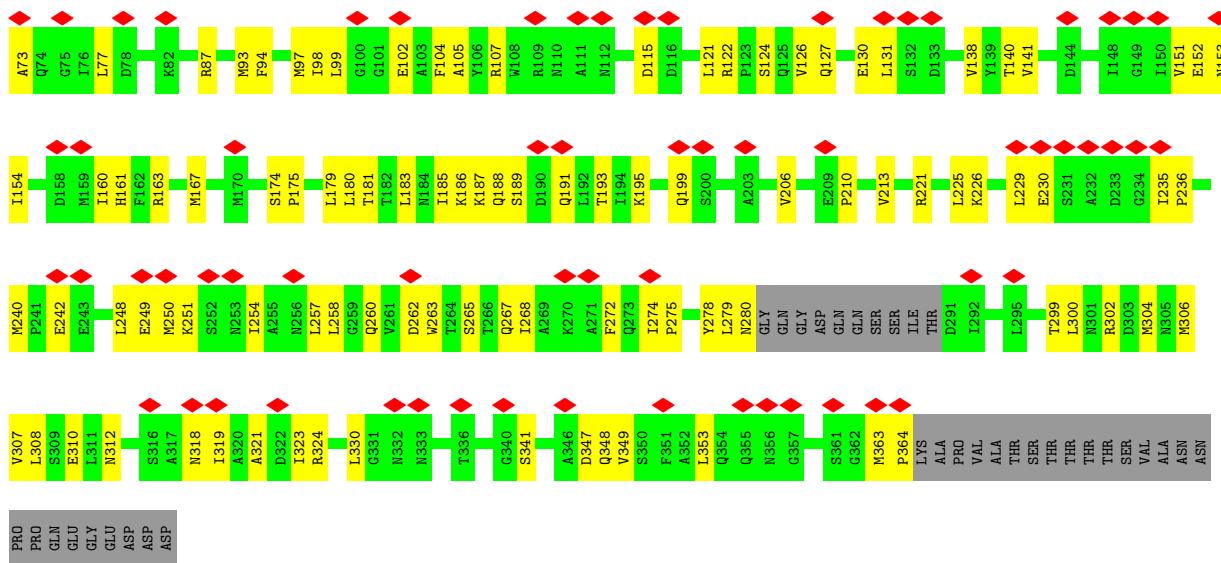 A73 Q74 G75 I76 L77 D78 K82 R87 M93 F94 M97 I98 L99 G100 G101 E102 A103 F104 A105 Y106 R107 W108 R109 N110 A111 N112 D115 D116 L121 R122 P123 S124 Q125 V126 Q127 E130 L131 S132 D133 V138 Y139 T140 V141 D144 I148 G149 I150 V151 E152 N153
I154 D158 M159 I160 H161 F162 R163 M167 M170 S174 P175 L179 L180 T181 T182 L183 N184 I185 K186 K187 Q188 S189 D190 Q191 L192 T193 I194 K195 Q199 S200 A203 V206 E209 P210 V213 R221 L225 K226 L229 E230 S231 A232 D233 G234 I235 P236
M240 P241 E242 E243 L248 E249 M250 K251 S252 N253 I254 A255 N256 L257 L258 G259 Q260 V261 D262 W263 T264 S265 T266 Q267 I268 A269 K270 A271 F272 Q273 I274 P275 Y278 L279 N280 GLY GLN GLY ASP GLN GLN SER SER ILE THR D291 I292 L295 T299 L300 N301 R302 D303 M304 N305 M306
V307 L308 S309 E310 L311 N312 S316 A317 N318 I319 A320 A321 D322 I323 R324 L330 G331 N332 N333 T336 G340 S341 A346 D347 Q348 V349 S350 F351 A352 L353 Q354 Q355 N356 G357 S361 G362 M363 P364 LYS ALA PRO VAL ALA THR SER THR THR THR THR SER VAL ALA ASN ASN
PRO PRO GLN GLU GLY GLU ASP ASP ASP